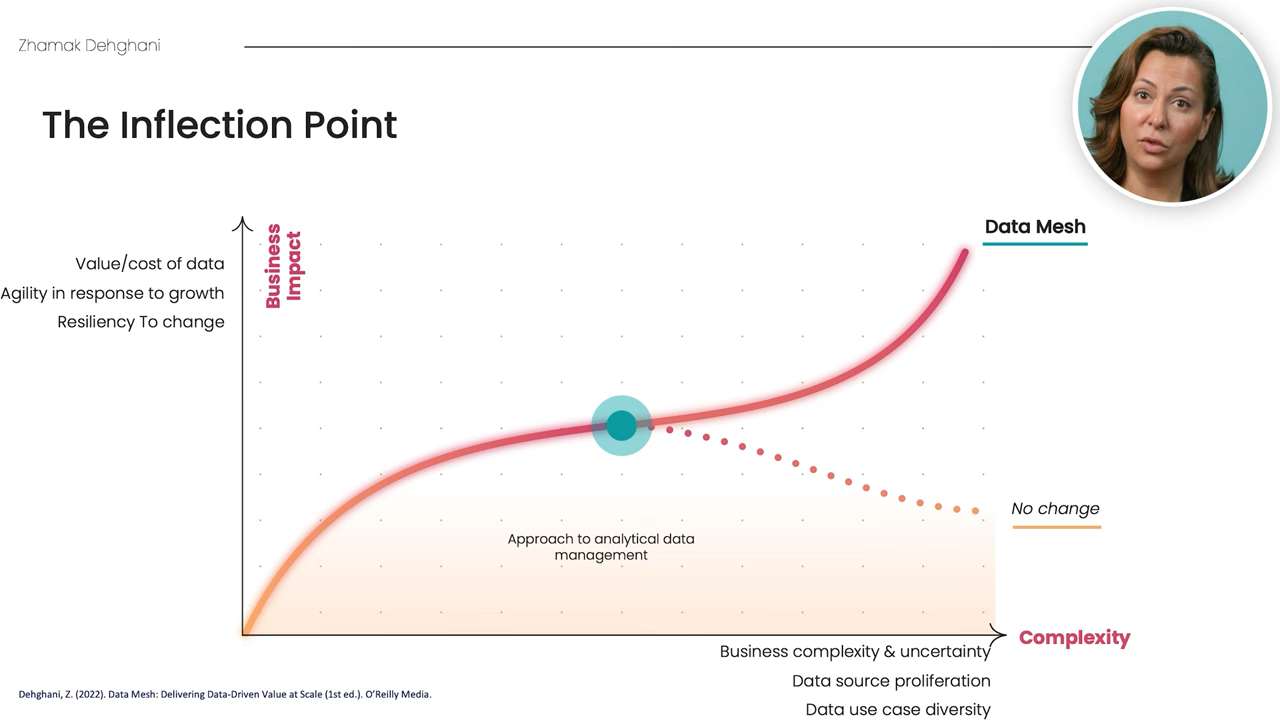 Zhamak Dehghani
The Inflection Point
Data Mesh
Business
Impact
Value/cost of data
Agility in response to growth
Resiliency To change
No change
Approach to analytical data
management
Complexity
Business complexity & uncertainty
Data source proliferation
Data use case diversity
Dehghani, Z. (2022). Data Mesh: Delivering Data-Driven Value at Scale (1st ed.). O’Reilly Media.